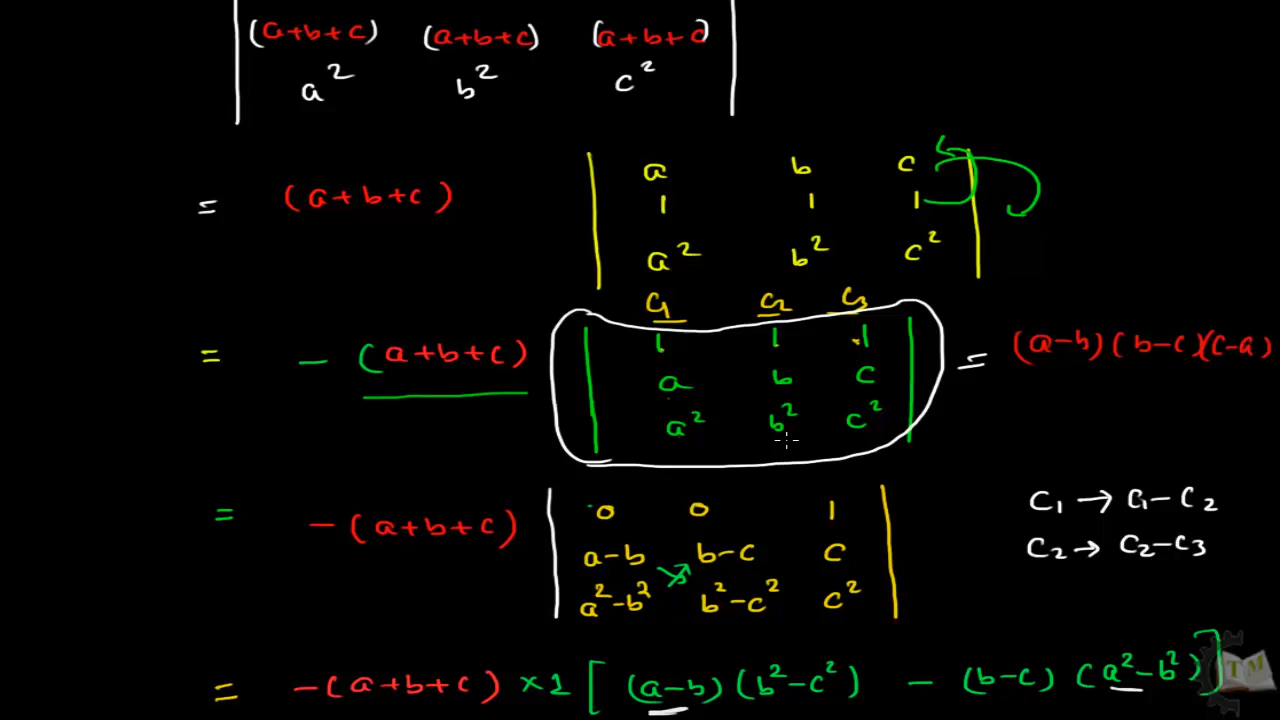 (a+b+c) (a+b+c) (a+b+c)
a² b² c²
a b c
= (a+b+c) 1 1 1
a² b² c²
C₁ C₂ C₃
1 1 1
= -(a+b+c) a b c = (a-b)(b-c)(c-a)
a² b² c²
0 0 1 C₁ → C₁-C₂
= -(a+b+c) a-b b-c c C₂ → C₂-C₃
a²-b² b²-c² c²
= -(a+b+c) ×1 [ (a-b)(b²-c²) - (b-c)(a²-b²) ]
TM